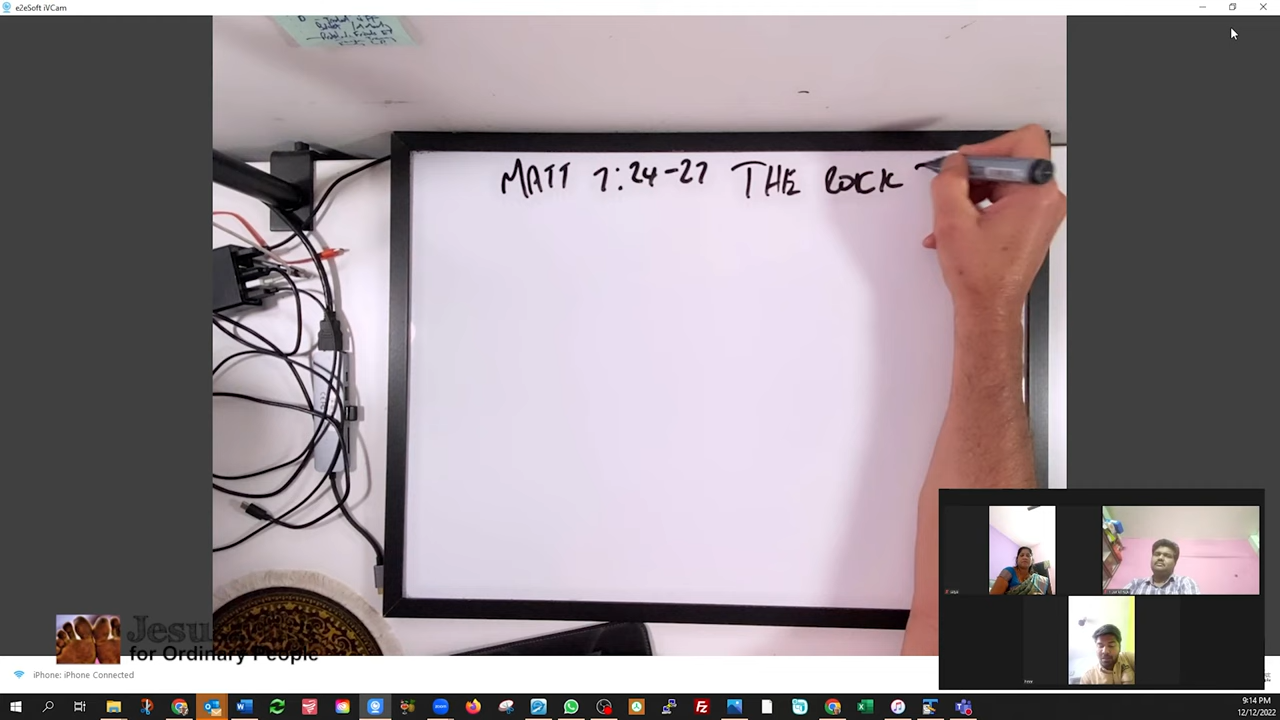 e2eSoft iVCam
MATT 7:24-27 THE ROCK
Jesu
for Ordinary People
iPhone: iPhone Connected
9:14 PM
12/12/2022